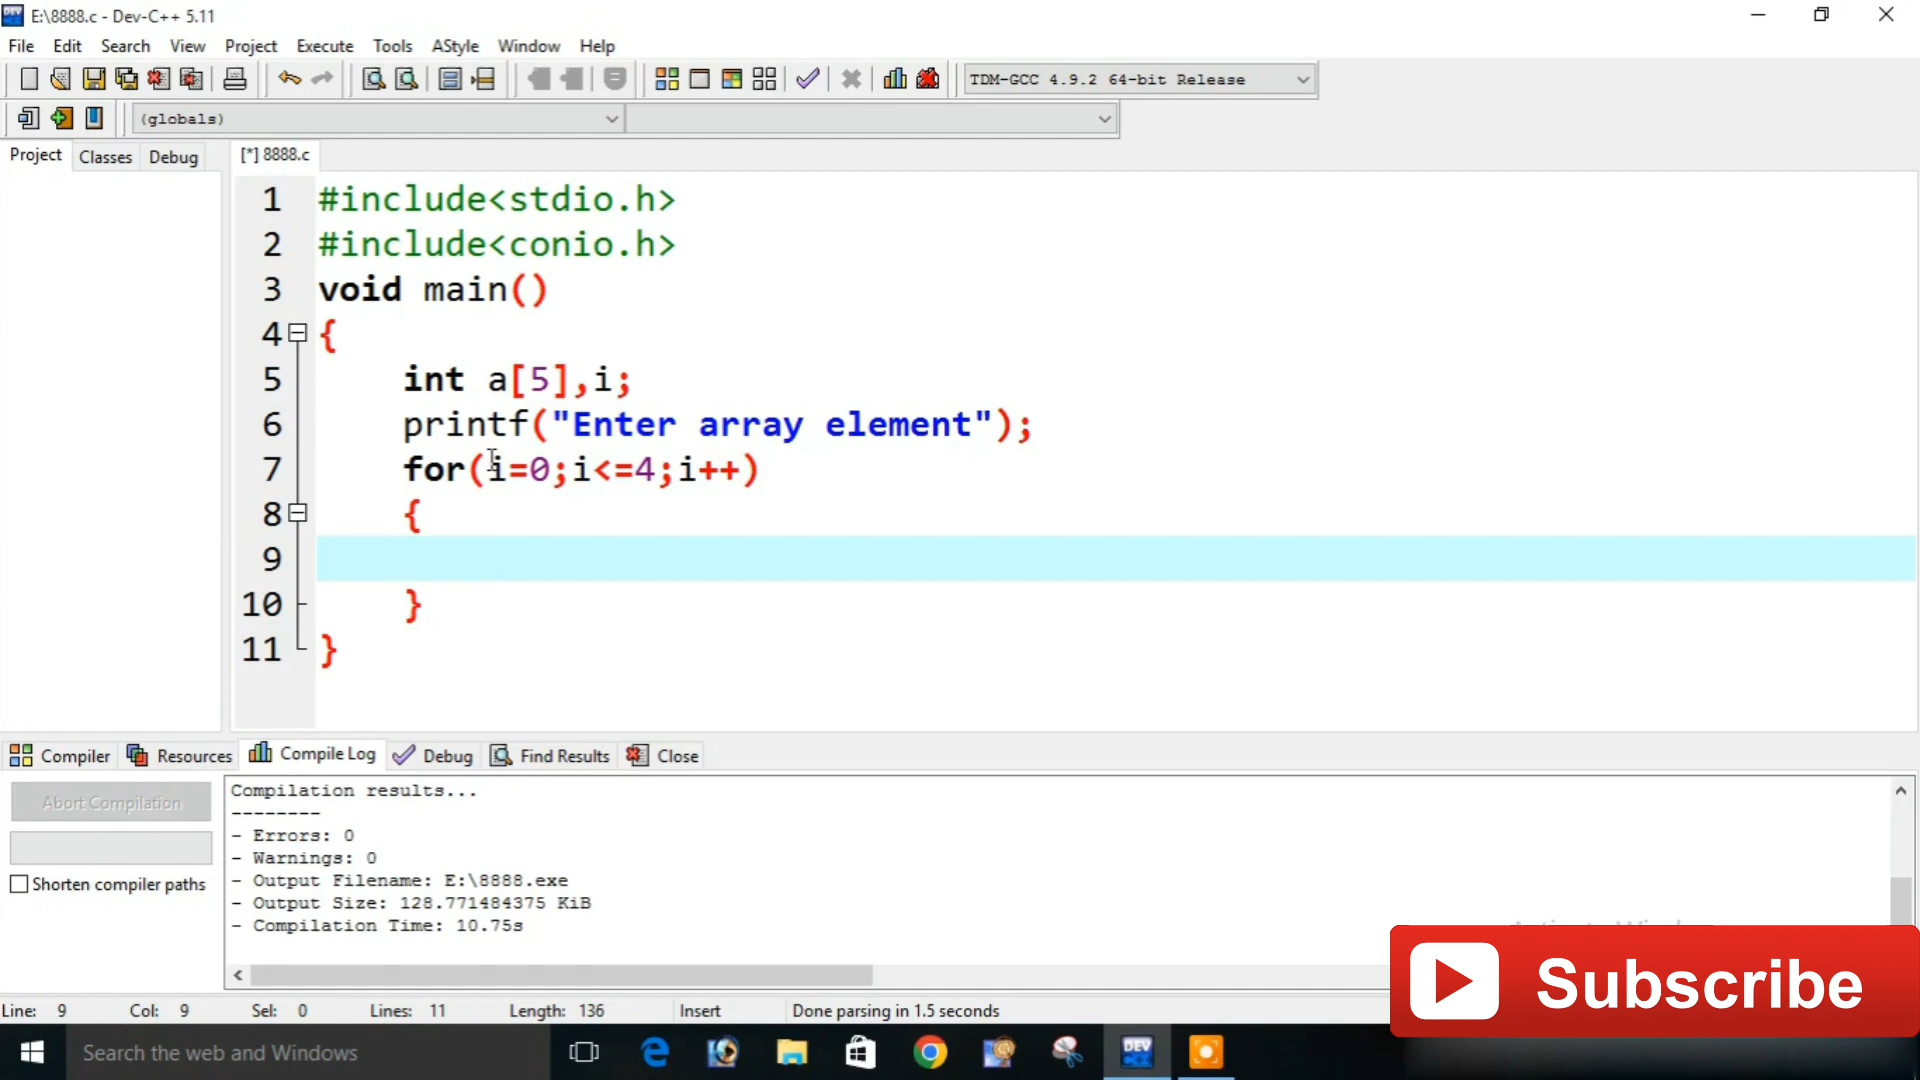 E:\8888.c - Dev-C++ 5.11
File Edit Search View Project Execute Tools AStyle Window Help
TDM-GCC 4.9.2 64-bit Release
(globals)
Project Classes Debug [*] 8888.c
1 #include<stdio.h>
2 #include<conio.h>
3 void main()
4 {
5 int a[5],i;
6 printf("Enter array element");
7 for(i=0;i<=4;i++)
8 {
9
10 }
11 }
Compiler Resources Compile Log Debug Find Results Close
Abort Compilation
Shorten compiler paths
Compilation results...
--------
- Errors: 0
- Warnings: 0
- Output Filename: E:\8888.exe
- Output Size: 128.771484375 KiB
- Compilation Time: 10.75s
Subscribe
Line: 9 Col: 9 Sel: 0 Lines: 11 Length: 136 Insert Done parsing in 1.5 seconds
Search the web and Windows
DEV